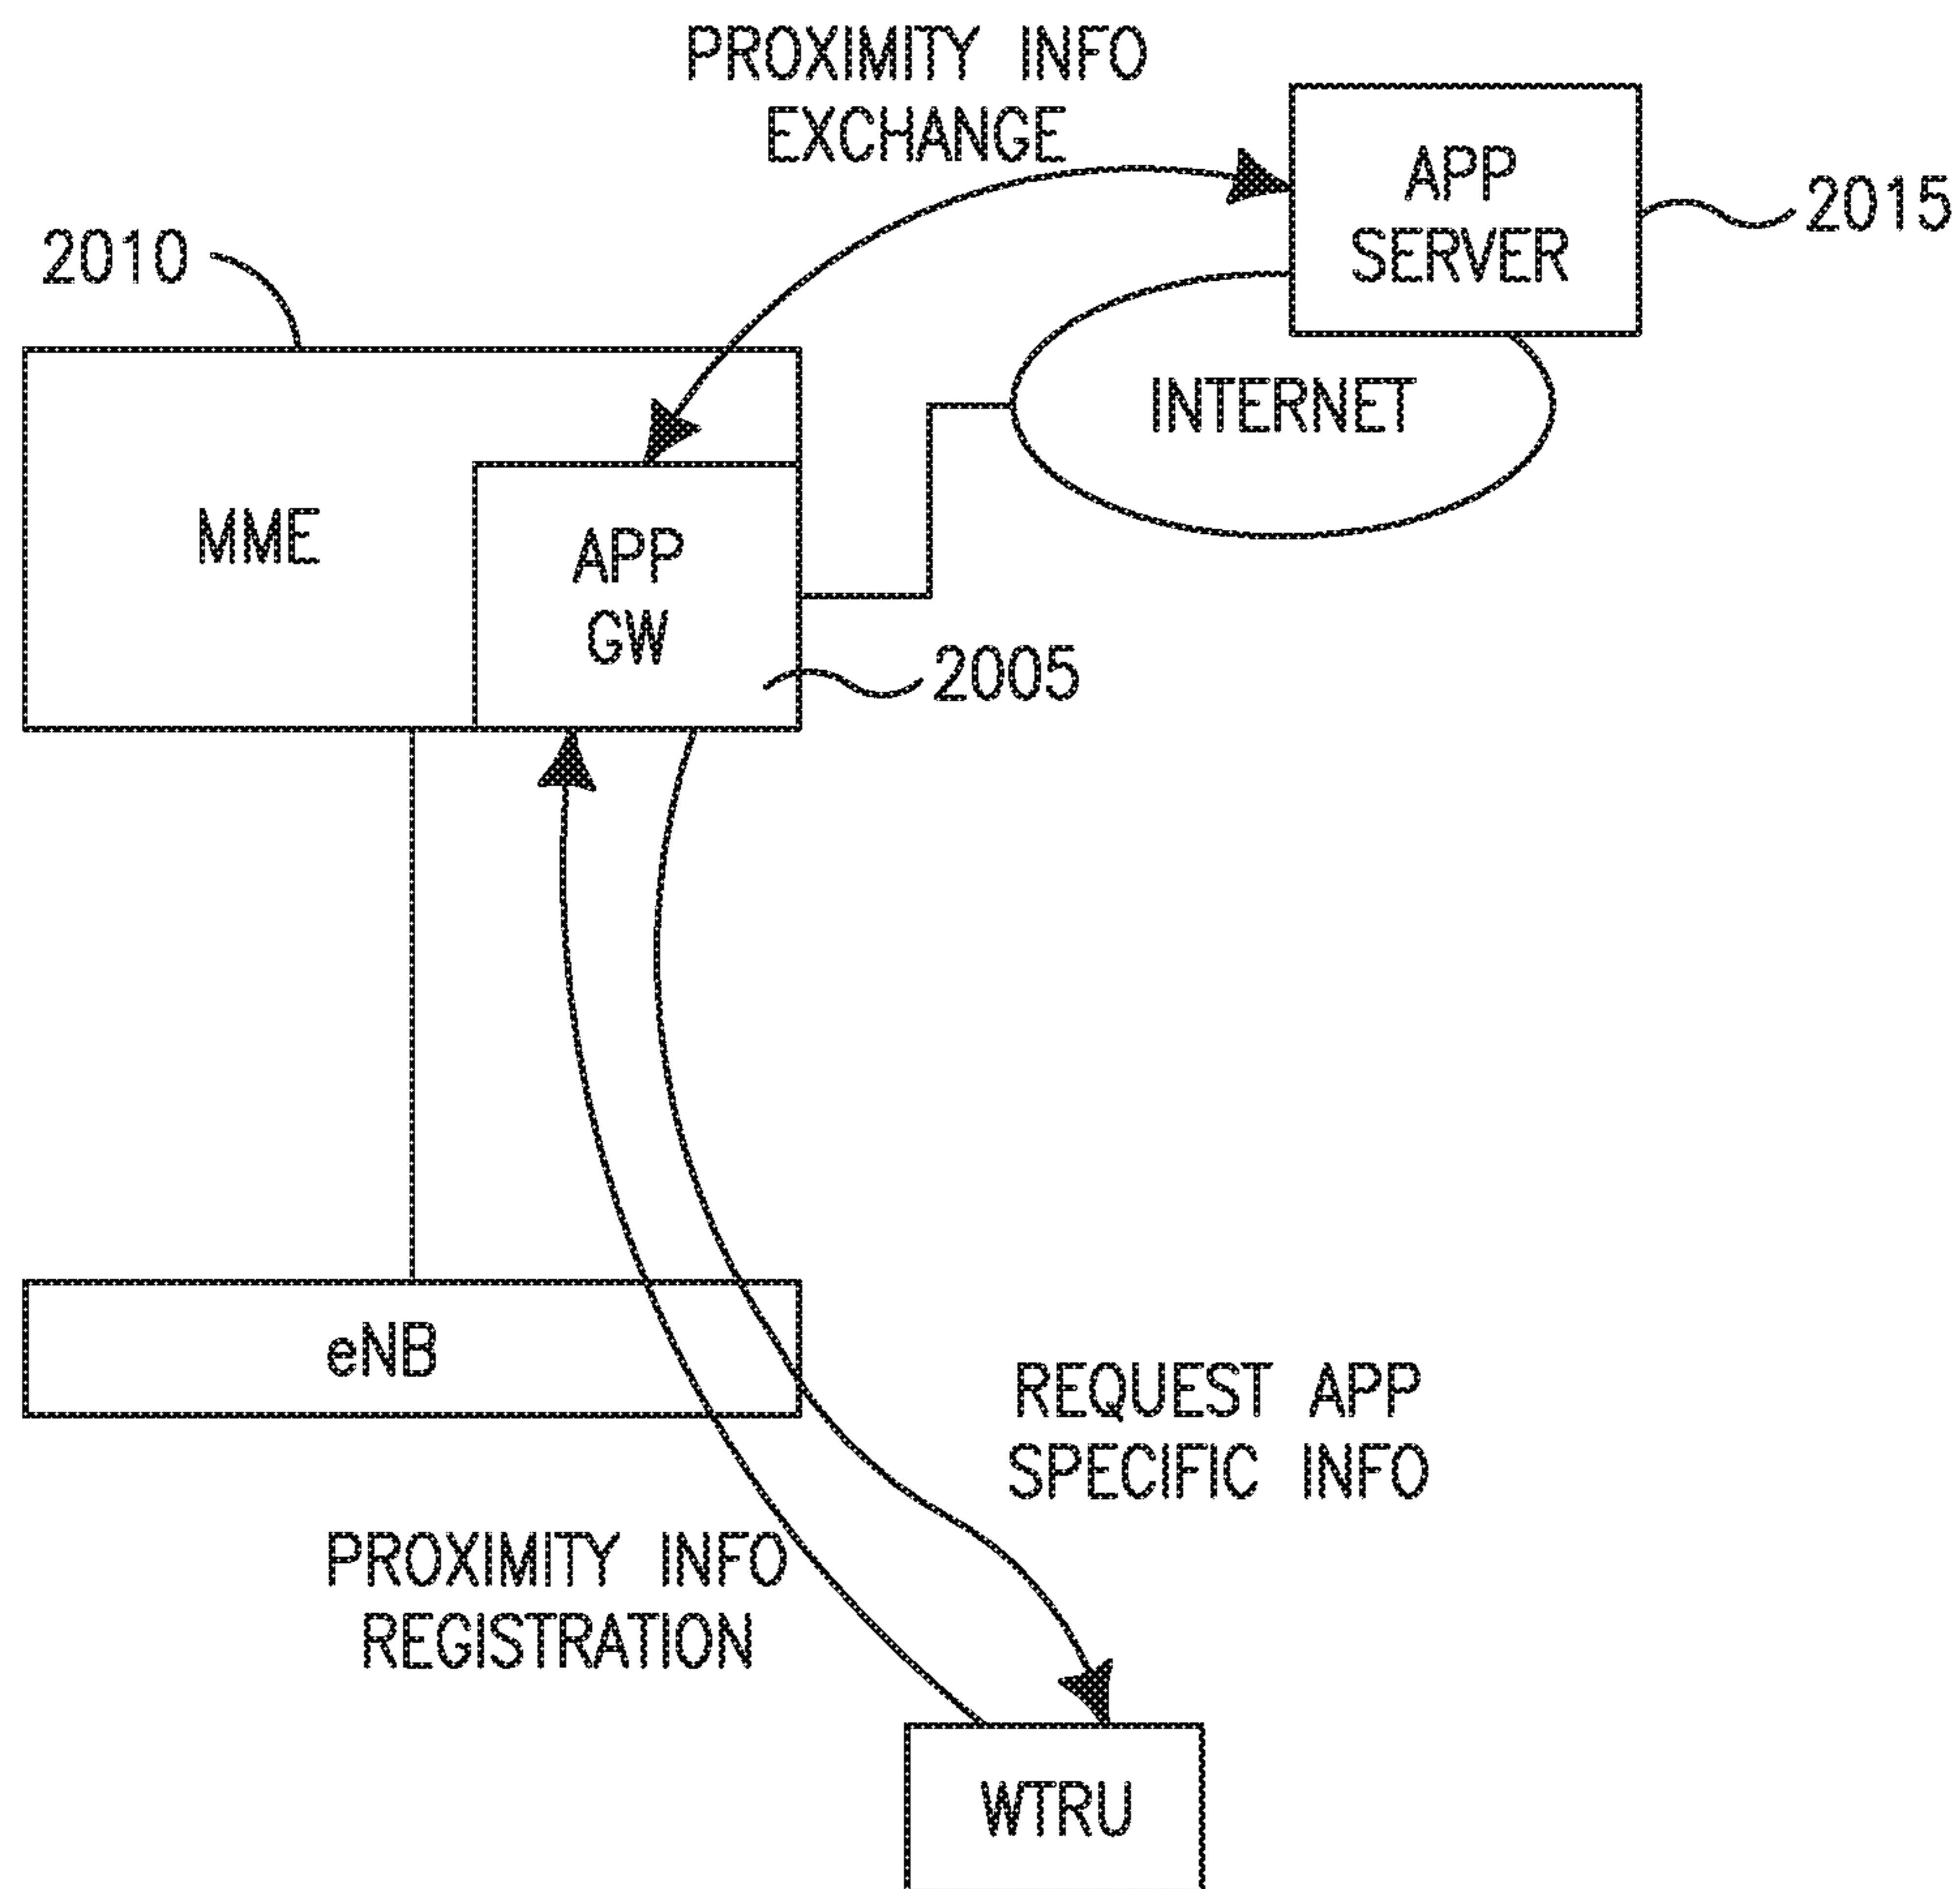 PROXIMITY INFO
EXCHANGE
APP
SERVER
2015
2010
INTERNET
MME
APP
GW
2005
eNB
REQUEST APP
SPECIFIC INFO
PROXIMITY INFO
REGISTRATION
WTRU